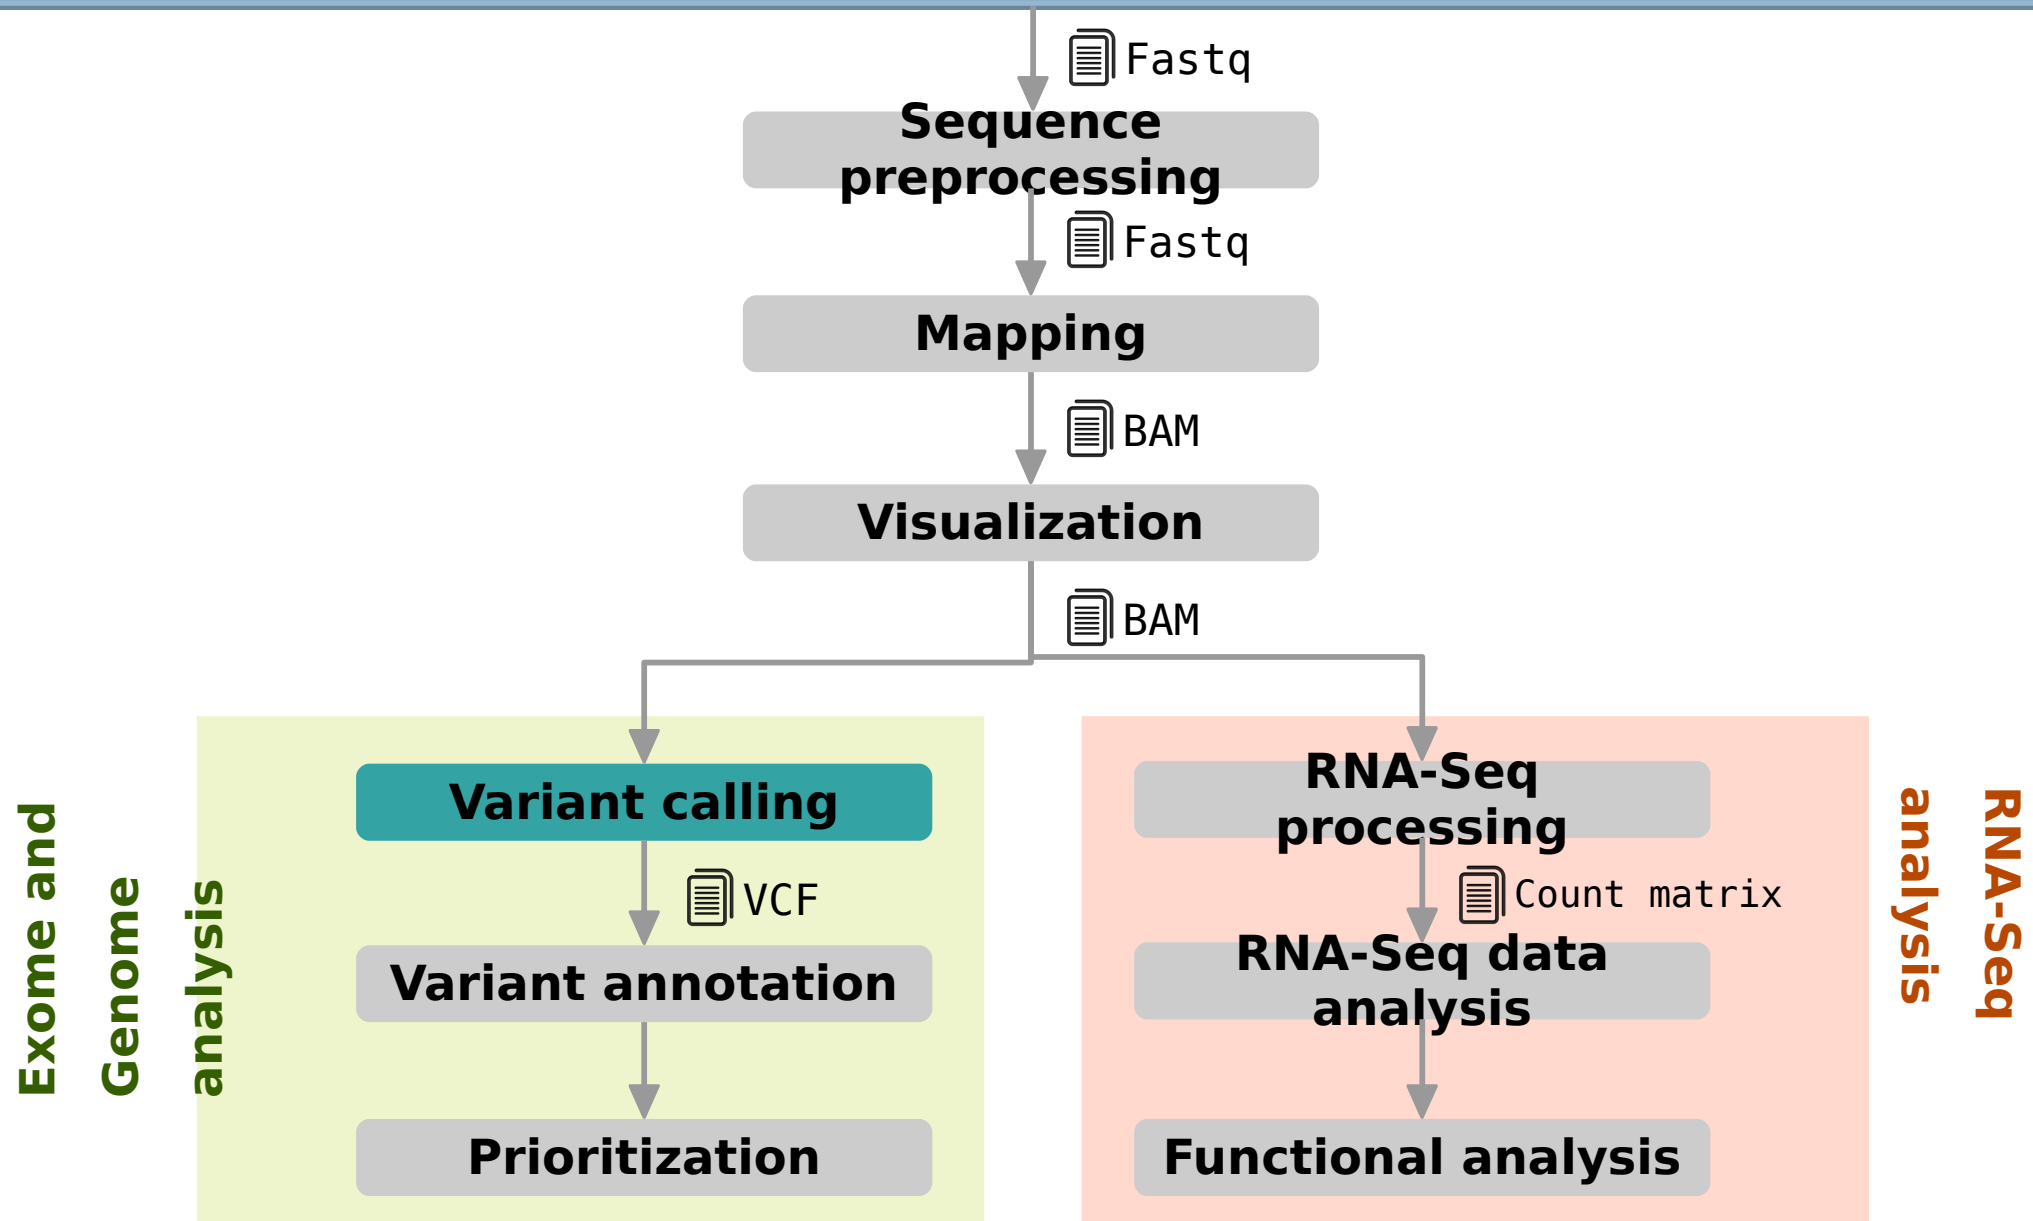 Fastq
Sequence
preprocessing
Fastq
Mapping
BAM
Visualization
BAM
Exome and
Genome
analysis
Variant calling
VCF
Variant annotation
Prioritization
RNA-Seq
processing
Count matrix
RNA-Seq data
analysis
Functional analysis
RNA-Seq
analysis